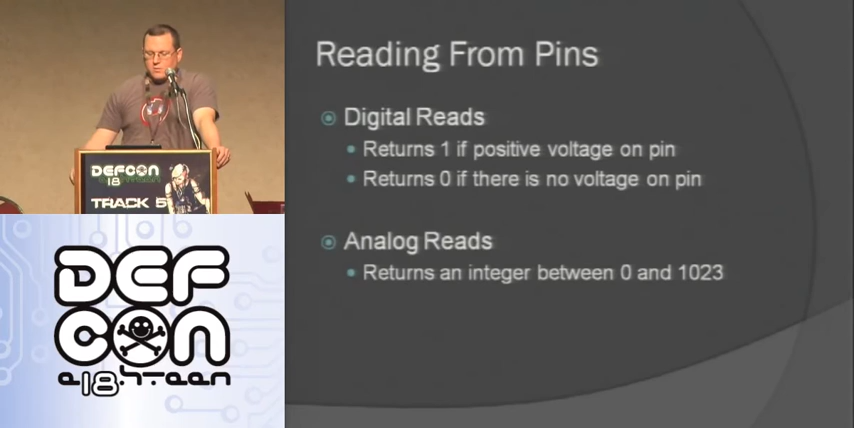 Reading From Pins
Digital Reads
Returns 1 if positive voltage on pin
Returns 0 if there is no voltage on pin
Analog Reads
Returns an integer between 0 and 1023
DEFCON
18
TRACK 5
DEF
CON
18